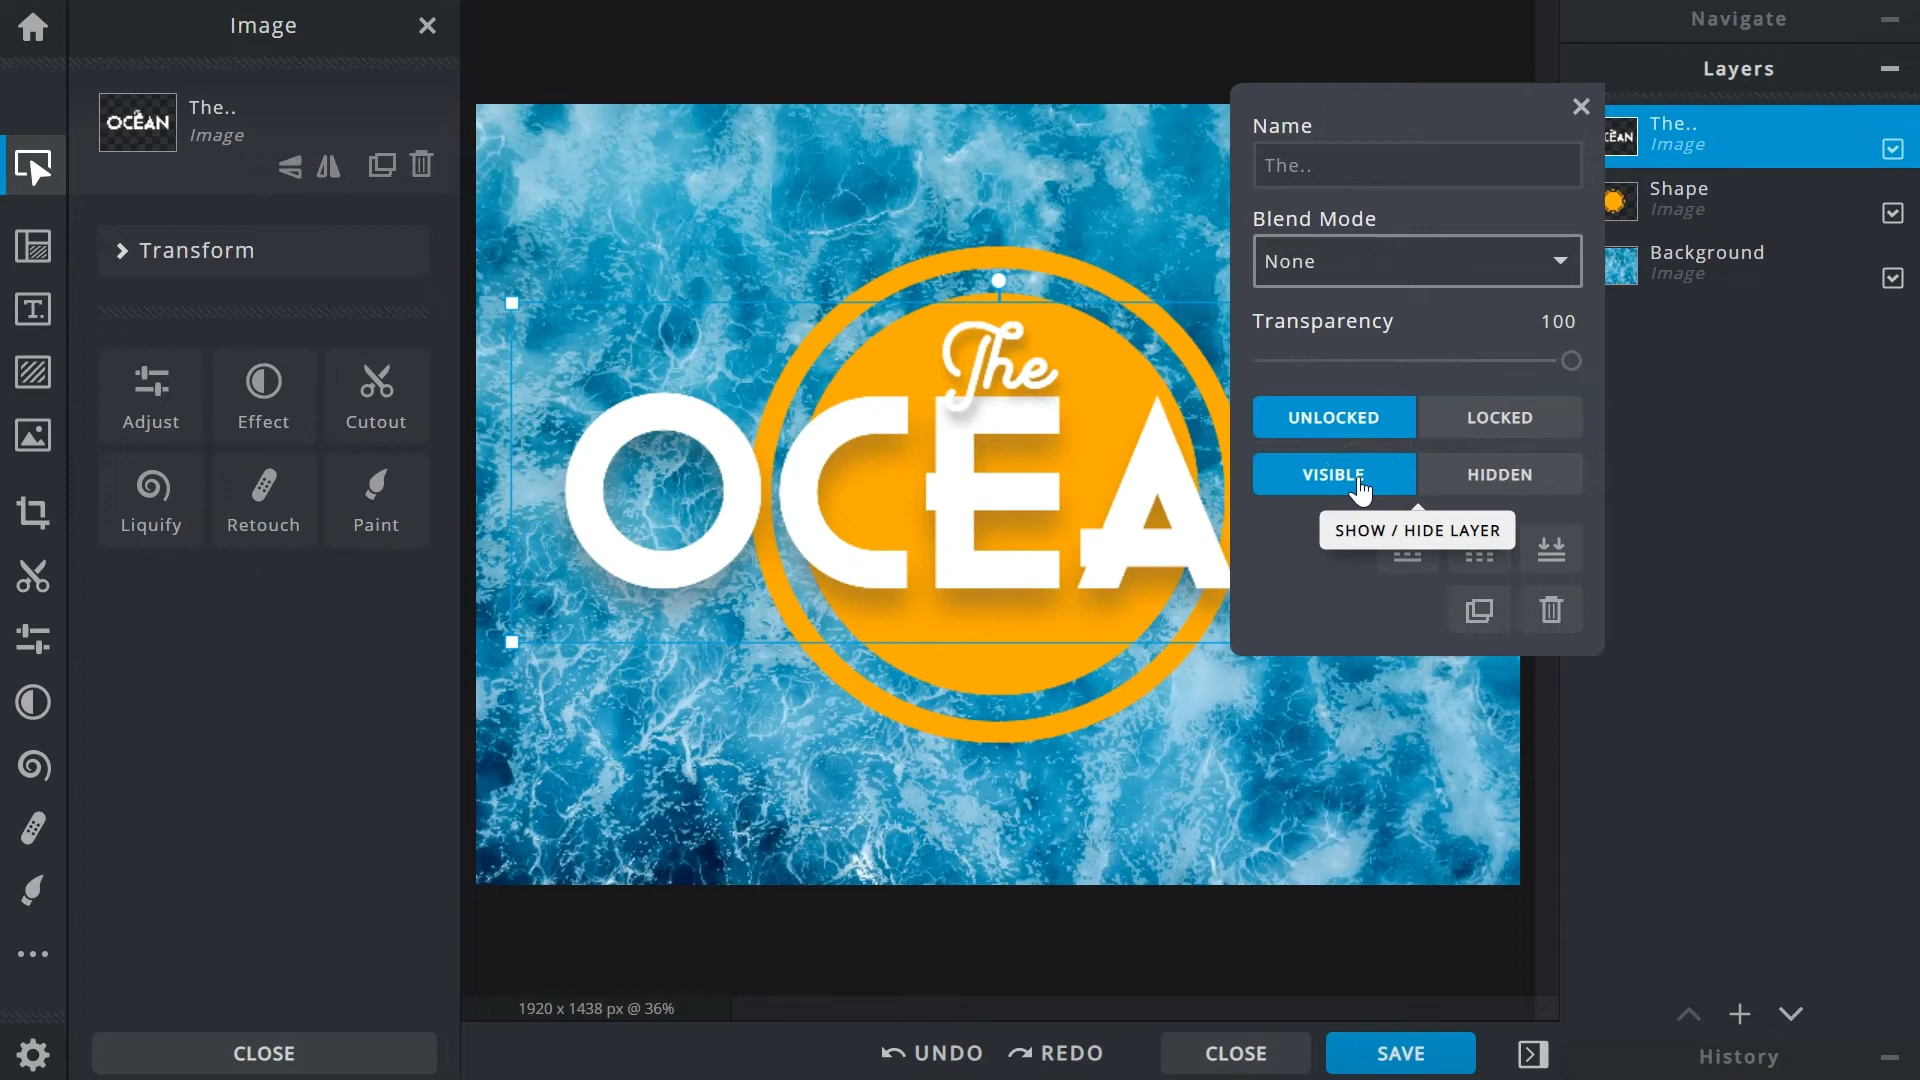 Image
OCEAN
The..
Image
Transform
Adjust
Effect
Cutout
Liquify
Retouch
Paint
CLOSE
The
OCEA
1920 x 1438 px @ 36%
UNDO
REDO
CLOSE
SAVE
Name
The..
Blend Mode
None
Transparency
100
UNLOCKED
LOCKED
VISIBLE
HIDDEN
SHOW / HIDE LAYER
Navigate
Layers
CEAN
The..
Image
Shape
Image
Background
Image
History